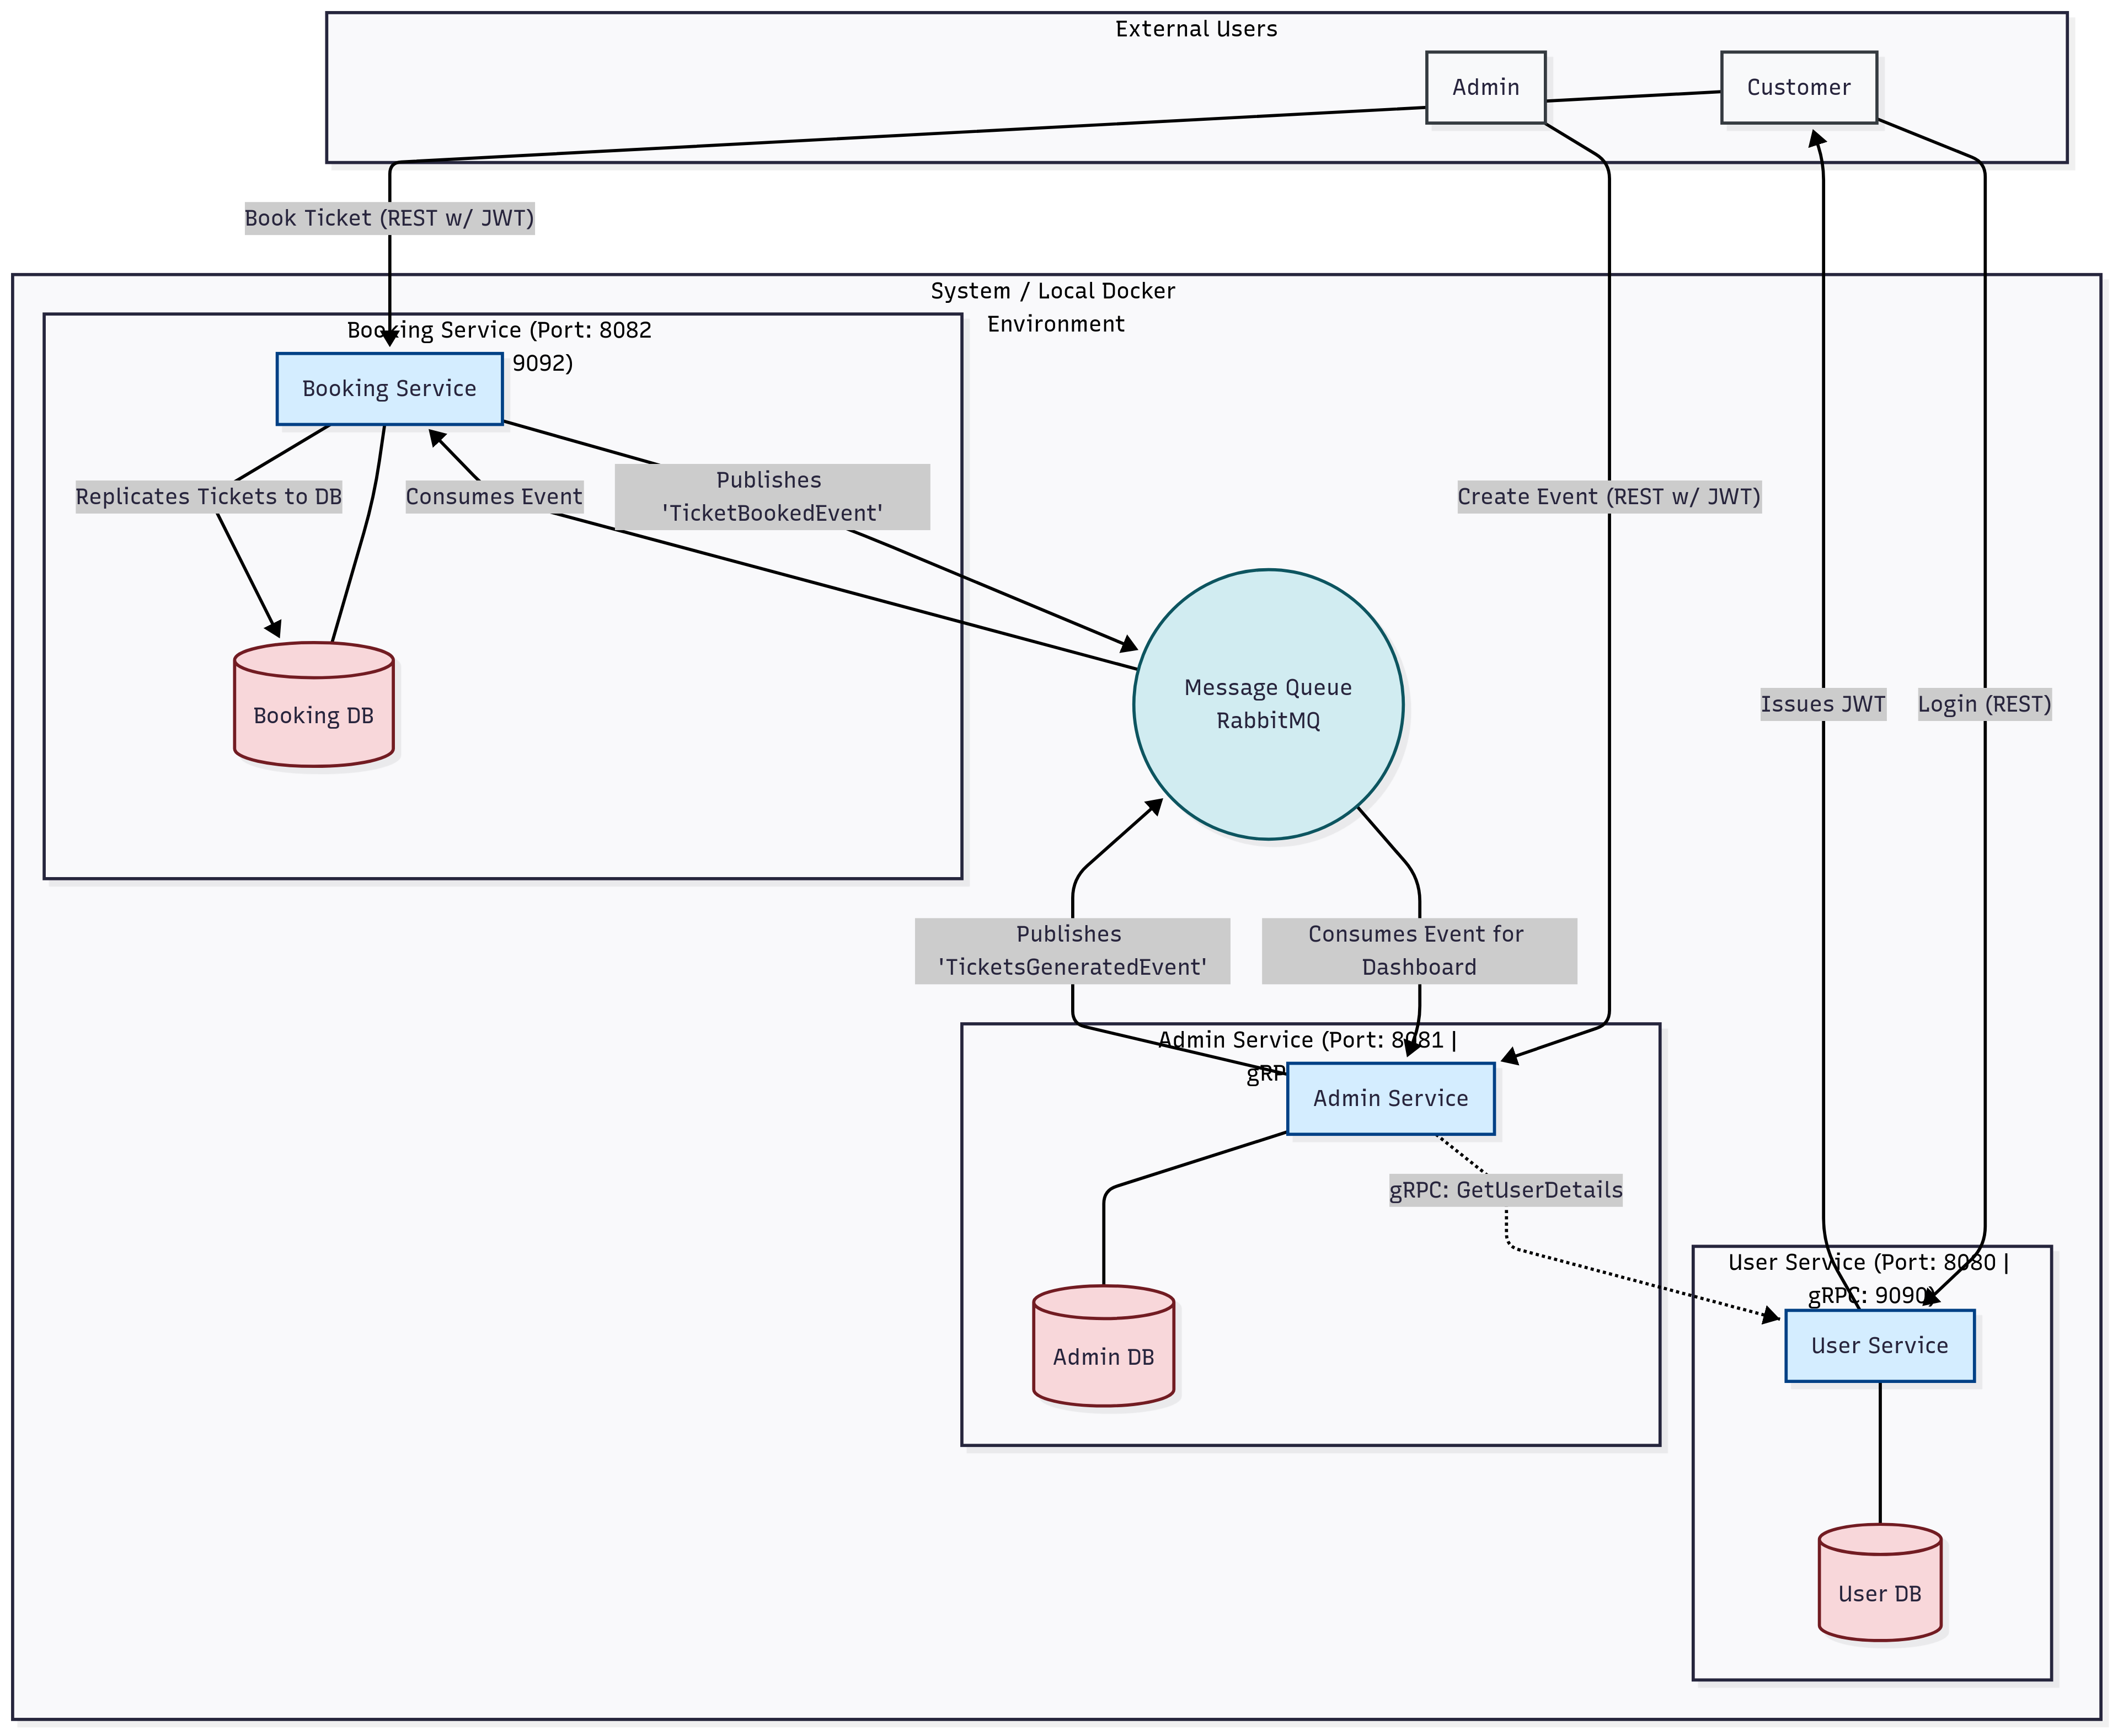 External Users
Admin
Customer
Book Ticket (REST w/ JWT)
System / Local Docker
Environment
Booking Service (Port: 8082
9092)
Booking Service
Replicates Tickets to DB
Consumes Event
Publishes
'TicketBookedEvent'
Create Event (REST w/ JWT)
Booking DB
Message Queue
RabbitMQ
Issues JWT
Login (REST)
Publishes
'TicketsGeneratedEvent'
Consumes Event for
Dashboard
Admin Service (Port: 8081 |
Admin Service
gRPC: GetUserDetails
User Service (Port: 8080 |
gRPC: 9090)
User Service
Admin DB
User DB